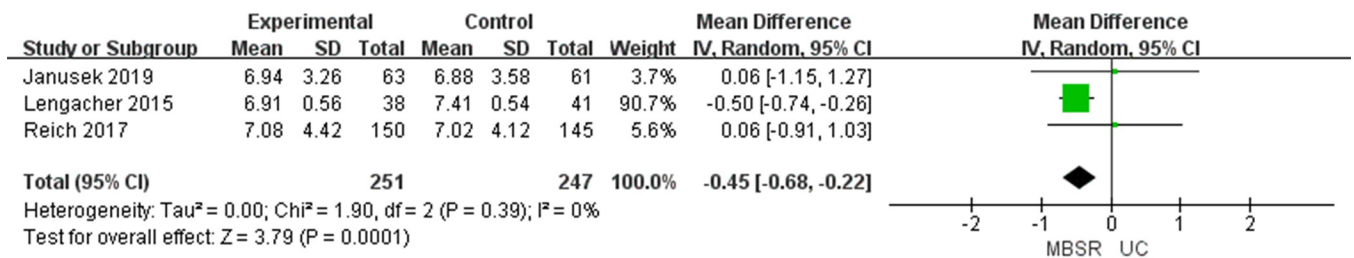 Experimental Control Mean Difference Mean Difference
Study or Subgroup Mean SD Total Mean SD Total Weight IV, Random, 95% CI IV, Random, 95% CI
Janusek 2019 6.94 3.26 63 6.88 3.58 61 3.7% 0.06 [-1.15, 1.27]
Lengacher 2015 6.91 0.56 38 7.41 0.54 41 90.7% -0.50 [-0.74, -0.26]
Reich 2017 7.08 4.42 150 7.02 4.12 145 5.6% 0.06 [-0.91, 1.03]
Total (95% CI) 251 247 100.0% -0.45 [-0.68, -0.22]
Heterogeneity: Tau² = 0.00; Chi² = 1.90, df = 2 (P = 0.39); I² = 0%
Test for overall effect: Z = 3.79 (P = 0.0001)
-2 -1 0 1 2
MBSR UC